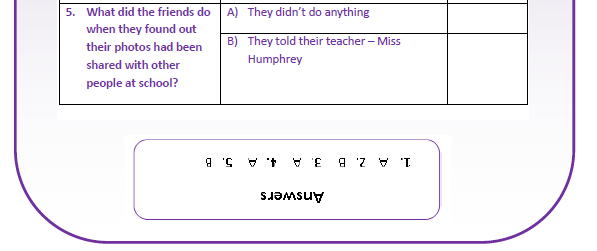 5. What did the friends do when they found out their photos had been shared with other people at school?
A) They didn't do anything
B) They told their teacher – Miss Humphrey
Answers
1. A 2. B 3. A 4. A 5. B